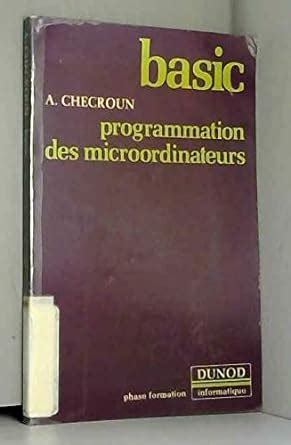 basic
A. CHECROUN
programmation
des microordinateurs
phase formation
DUNOD
informatique